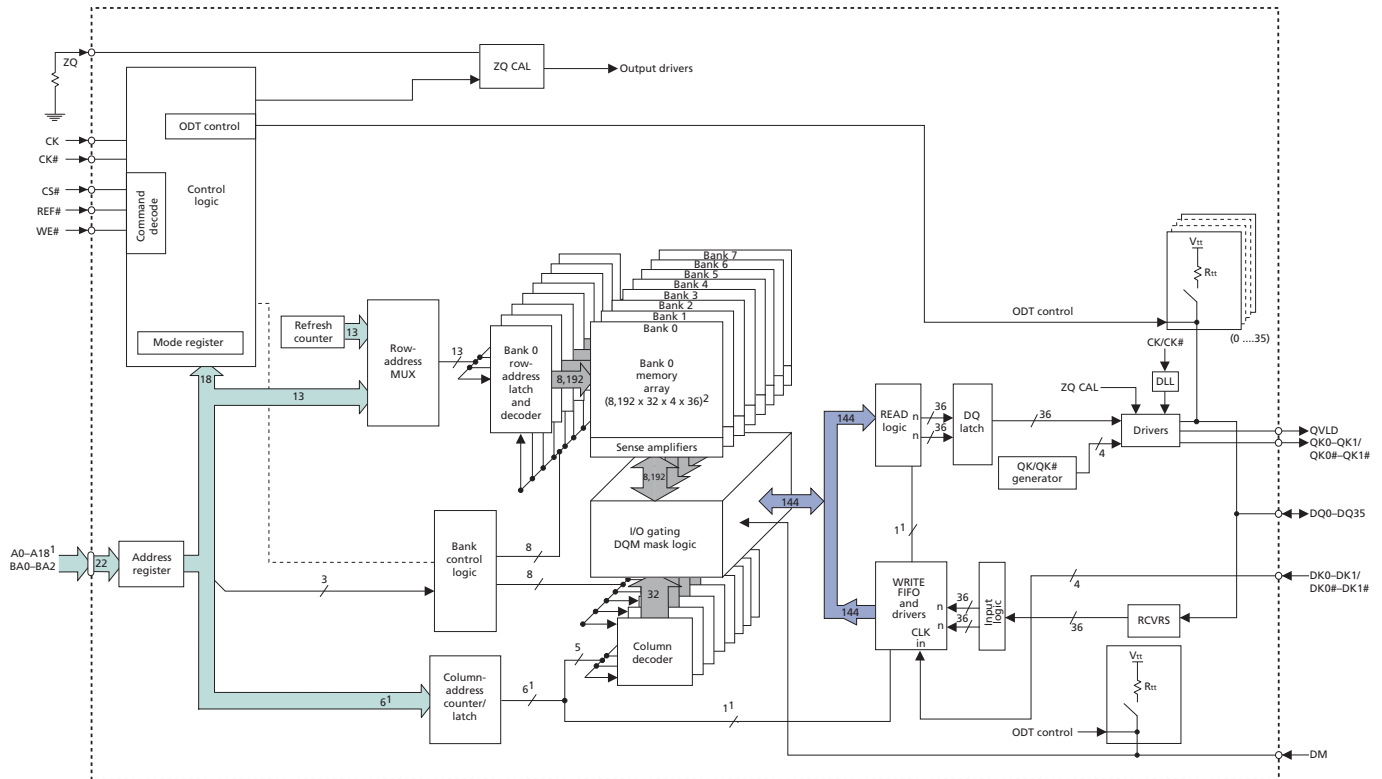 ZQ
ZQ CAL
Output drivers
ODT control
CK
CK#
CS#
REF#
WE#
Command
decode
Control
logic
Mode register
Refresh
counter
13
Row-
address
MUX
13
18
13
Bank 0
row-
address
latch
and
decoder
8,192
Bank 7
Bank 6
Bank 5
Bank 4
Bank 3
Bank 2
Bank 1
Bank 0
Bank 0
memory
array
(8,192 x 32 x 4 x 36)2
Sense amplifiers
8,192
I/O gating
DQM mask logic
32
Column
decoder
5
A0–A181
BA0–BA2
22
Address
register
3
Bank
control
logic
8
8
61
Column-
address
counter/
latch
61
11
144
144
144
READ
logic
n
n
36
36
DQ
latch
36
11
WRITE
FIFO
and
drivers
CLK
in
n
n
36
36
Input
logic
36
RCVRS
4
QK/QK#
generator
4
ZQ CAL
CK/CK#
DLL
Drivers
ODT control
Vtt
Rtt
(0 ....35)
QVLD
QK0–QK1/
QK0#–QK1#
DQ0–DQ35
DK0–DK1/
DK0#–DK1#
Vtt
Rtt
ODT control
DM